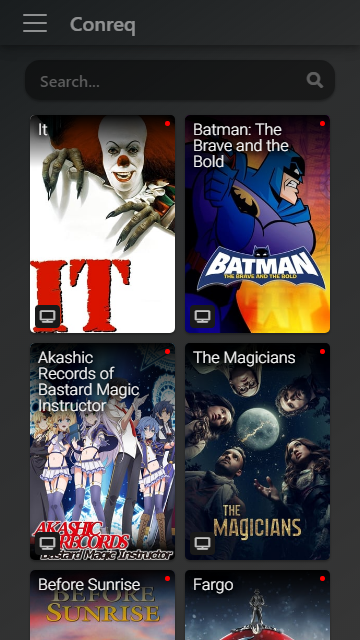 Conreq
Search...
It
IT
Batman: The
Brave and the
Bold
BATMAN
THE BRAVE AND THE BOLD
Akashic
Records of
Bastard Magic
Instructor
AKASHIC
RECORDS
Bastard Magic Instructor
The Magicians
THE
MAGICIANS
Before Sunrise
BEFORE
SUNRISE
Fargo